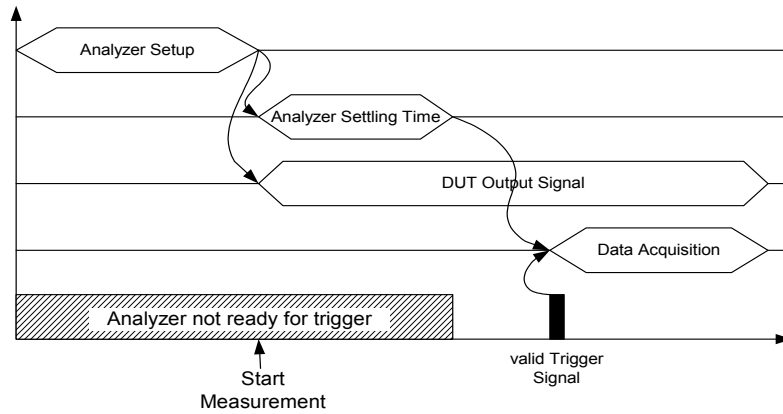 Analyzer Setup
Analyzer Settling Time
DUT Output Signal
Data Acquisition
Analyzer not ready for trigger
valid Trigger
Signal
Start
Measurement